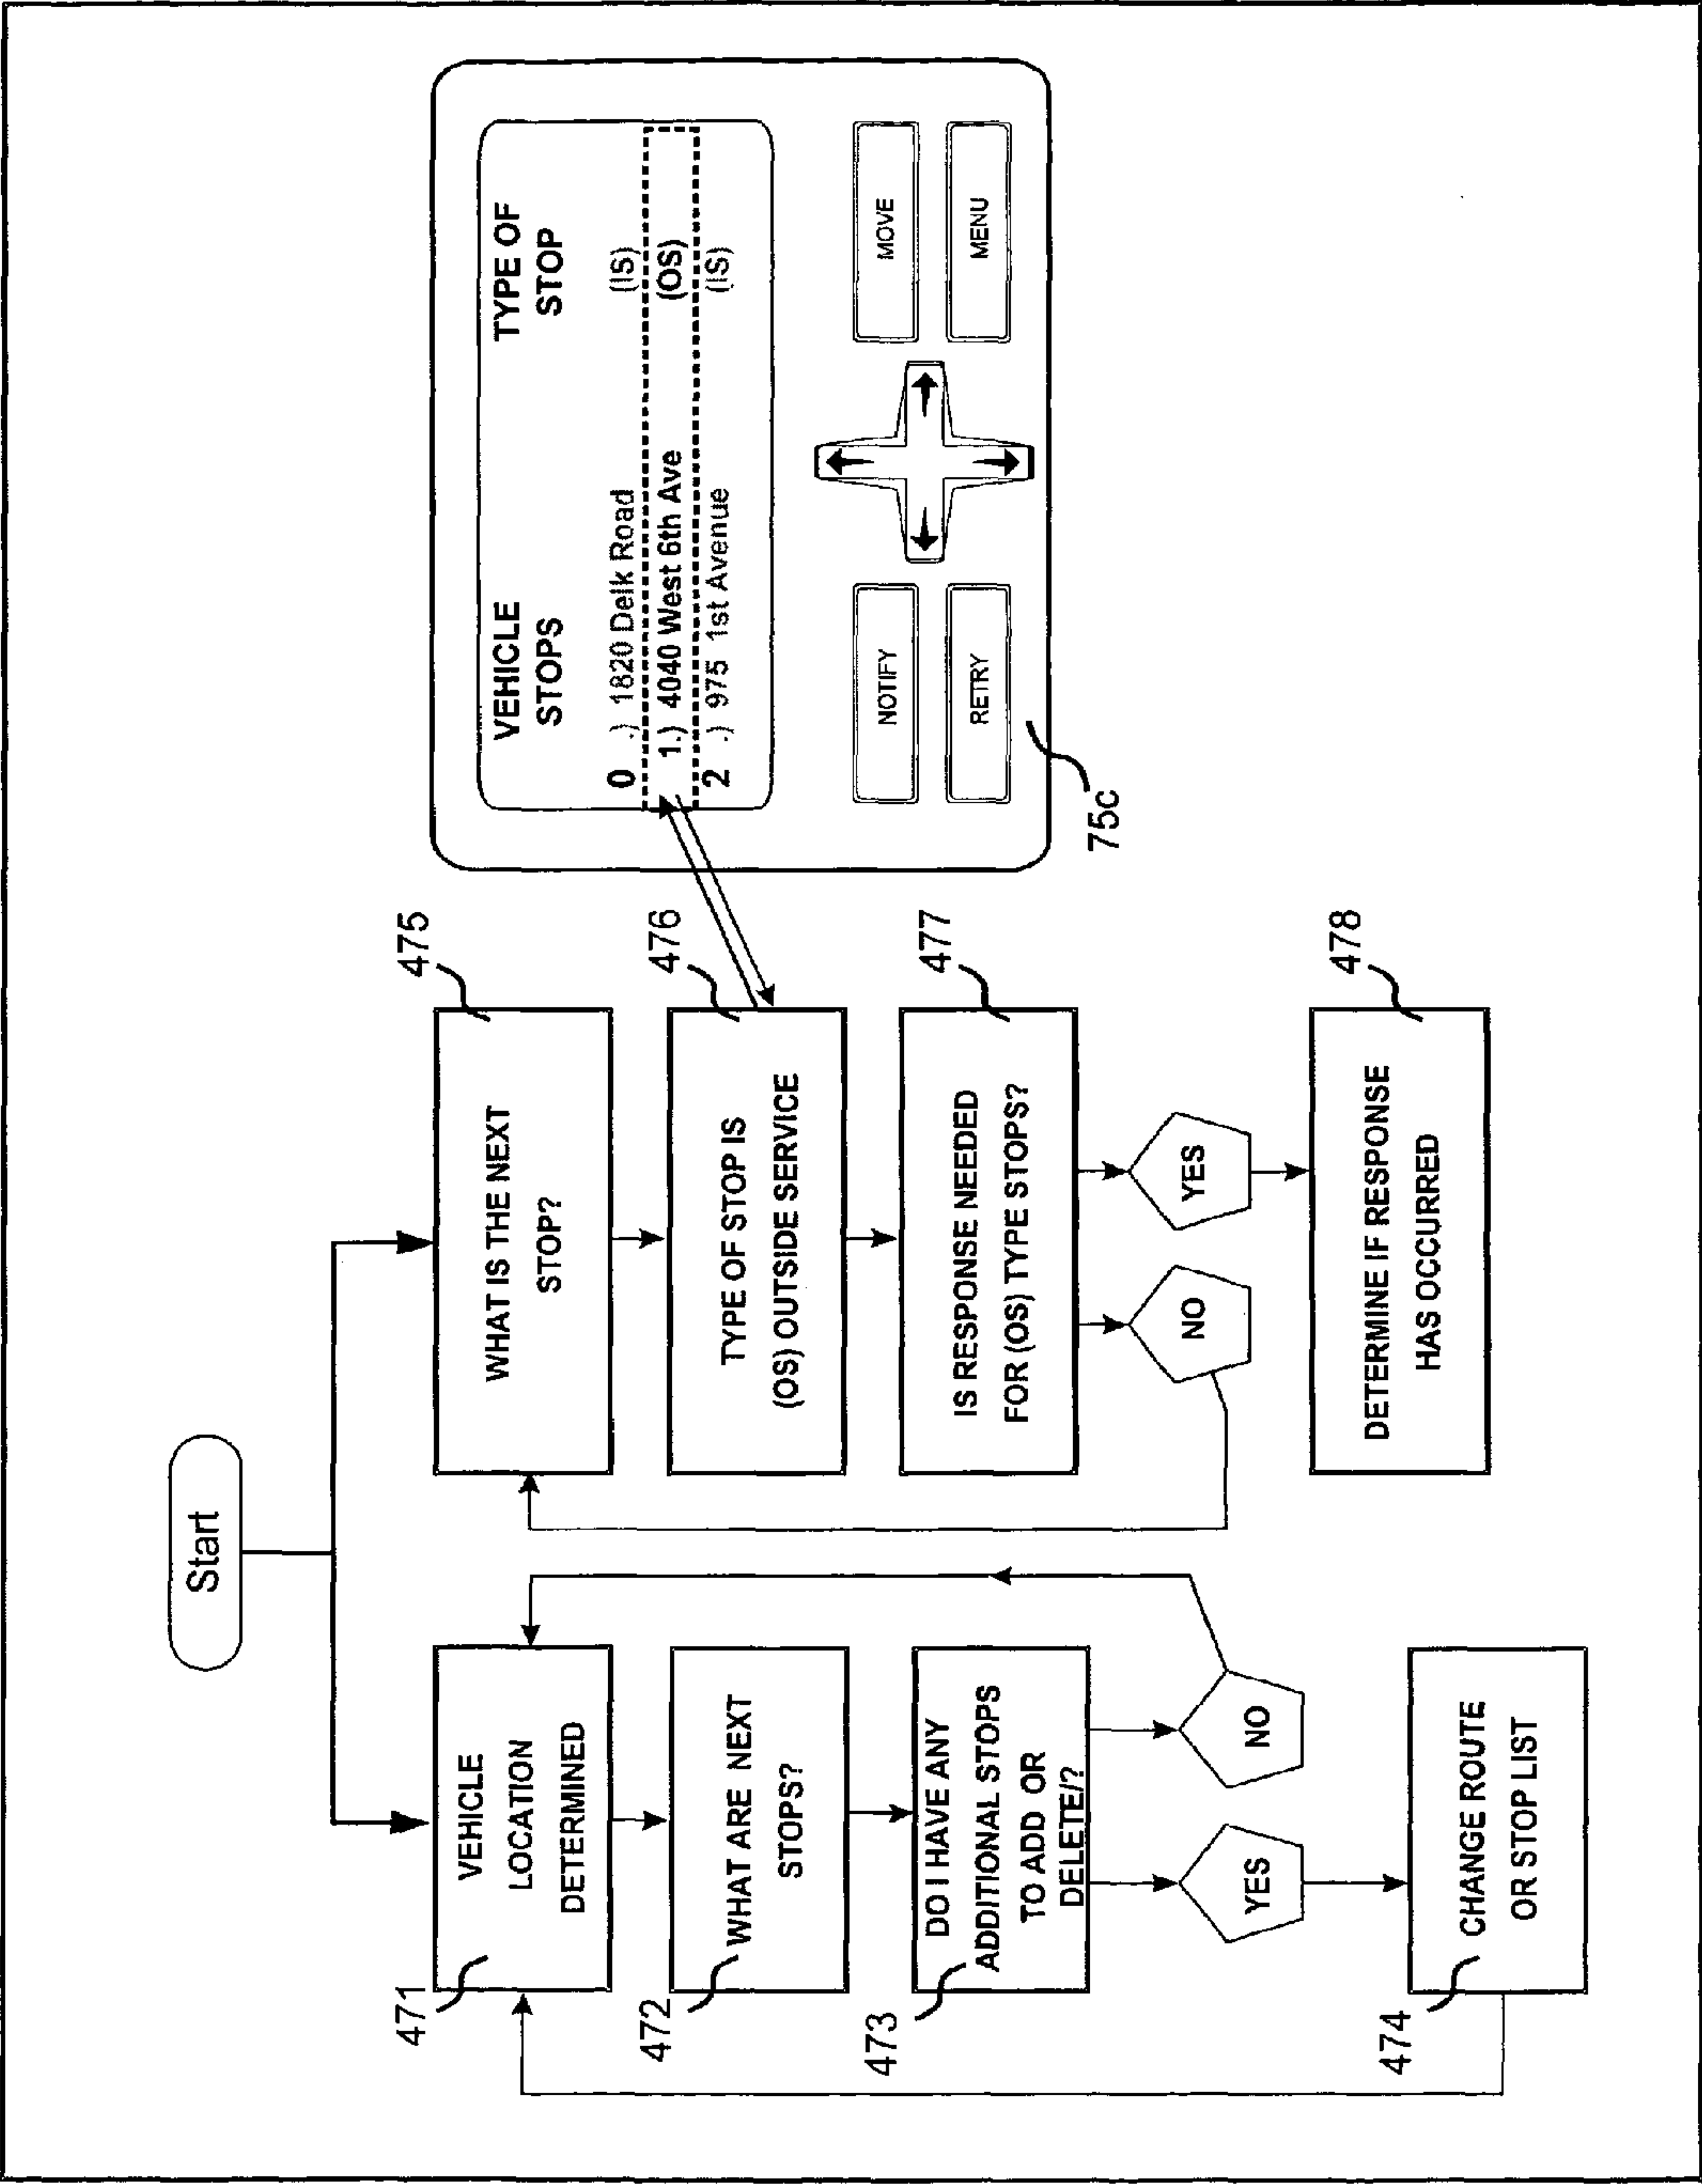 Start
471
VEHICLE
LOCATION
DETERMINED
472
WHAT ARE NEXT
STOPS?
473
DO I HAVE ANY
ADDITIONAL STOPS
TO ADD OR
DELETE/?
YES
NO
474
CHANGE ROUTE
OR STOP LIST
475
WHAT IS THE NEXT
STOP?
476
TYPE OF STOP IS
(OS) OUTSIDE SERVICE
477
IS RESPONSE NEEDED
FOR (OS) TYPE STOPS?
NO
YES
478
DETERMINE IF RESPONSE
HAS OCCURRED
VEHICLE
STOPS
TYPE OF
STOP
0 .) 1820 Delk Road (IS)
1.) 4040 West 6th Ave (OS)
2 .) 975 1st Avenue (IS)
NOTIFY
MOVE
RETRY
MENU
75c